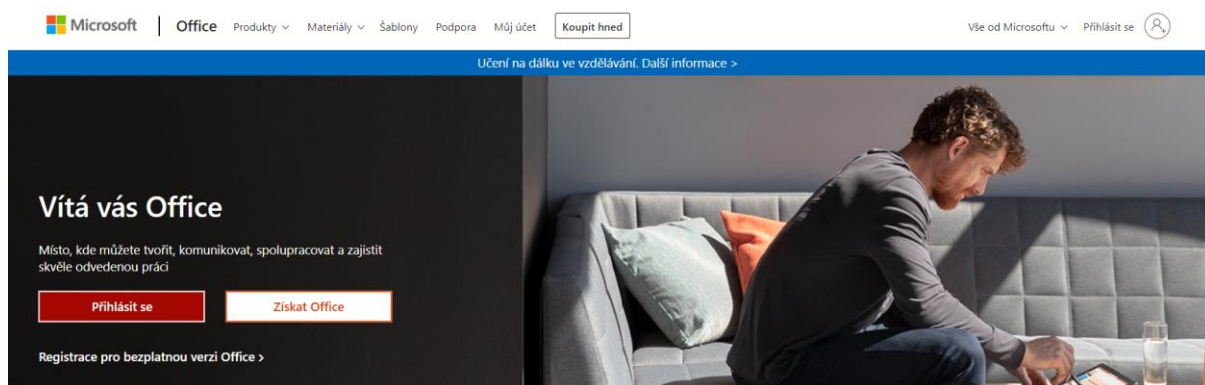 Microsoft Office Produkty Materiály Šablony Podpora Můj účet Koupit hned Vše od Microsoftu Přihlásit se
Učení na dálku ve vzdělávání. Další informace >
Vítá vás Office
Místo, kde můžete tvořit, komunikovat, spolupracovat a zajistit
skvěle odvedenou práci
Přihlásit se Získat Office
Registrace pro bezplatnou verzi Office >